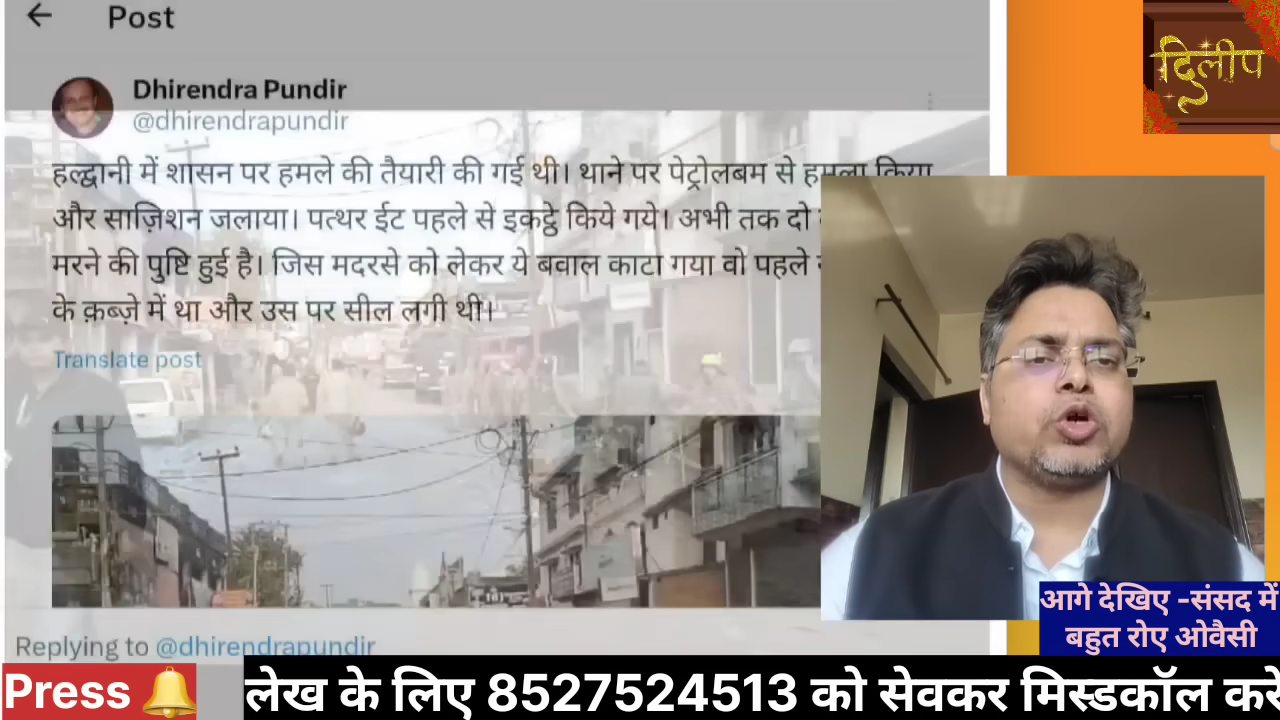 Post
दिलीप
Dhirendra Pundir
@dhirendrapundir
हल्द्वानी में शासन पर हमले की तैयारी की गई थी। थाने पर पेट्रोलबम से हमला किया
और साज़िशन जलाया। पत्थर ईट पहले से इकट्ठे किये गये। अभी तक दो
मरने की पुष्टि हुई है। जिस मदरसे को लेकर ये बवाल काटा गया वो पहले
के क़ब्ज़े में था और उस पर सील लगी थी।
Translate post
आगे देखिए -संसद में
बहुत रोए ओवैसी
Replying to @dhirendrapundir
Press
लेख के लिए 8527524513 को सेवकर मिस्डकॉल करे